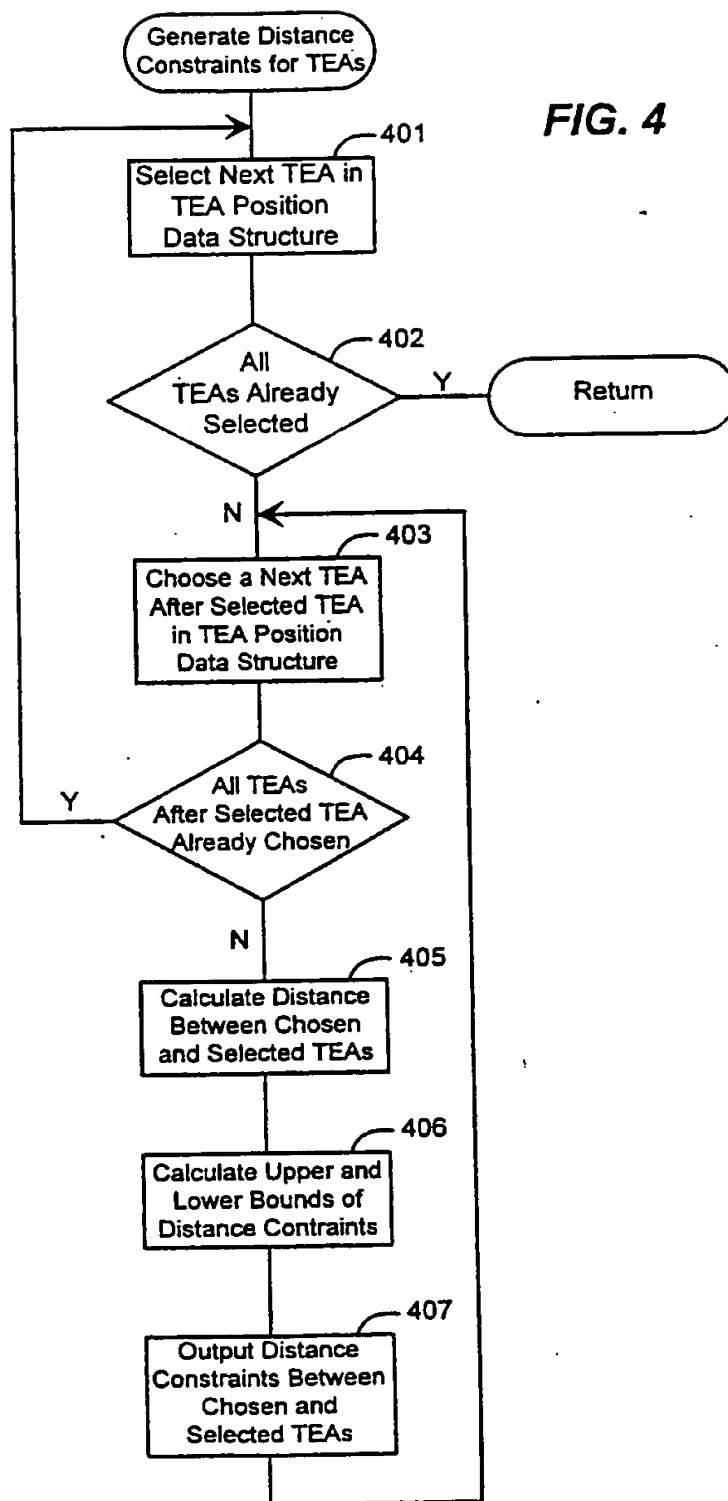 Generate Distance
Constraints for TEAs
FIG. 4
401
Select Next TEA in
TEA Position
Data Structure
402
All
TEAs Already
Selected
Y
Return
N
403
Choose a Next TEA
After Selected TEA
in TEA Position
Data Structure
404
All TEAs
After Selected TEA
Already Chosen
Y
N
405
Calculate Distance
Between Chosen
and Selected TEAs
406
Calculate Upper and
Lower Bounds of
Distance Contraints
407
Output Distance
Constraints Between
Chosen and
Selected TEAs